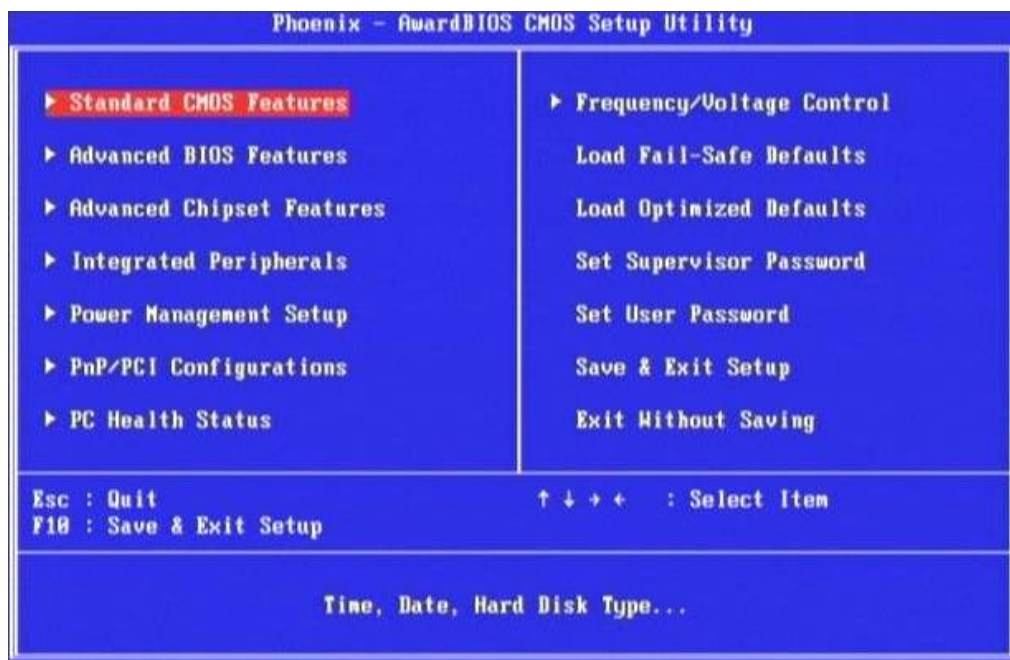 Phoenix - AwardBIOS CMOS Setup Utility
▶ Standard CMOS Features
▶ Advanced BIOS Features
▶ Advanced Chipset Features
▶ Integrated Peripherals
▶ Power Management Setup
▶ PnP/PCI Configurations
▶ PC Health Status
▶ Frequency/Voltage Control
Load Fail-Safe Defaults
Load Optimized Defaults
Set Supervisor Password
Set User Password
Save & Exit Setup
Exit Without Saving
Esc : Quit
F10 : Save & Exit Setup
↑ ↓ → ← : Select Item
Time, Date, Hard Disk Type...